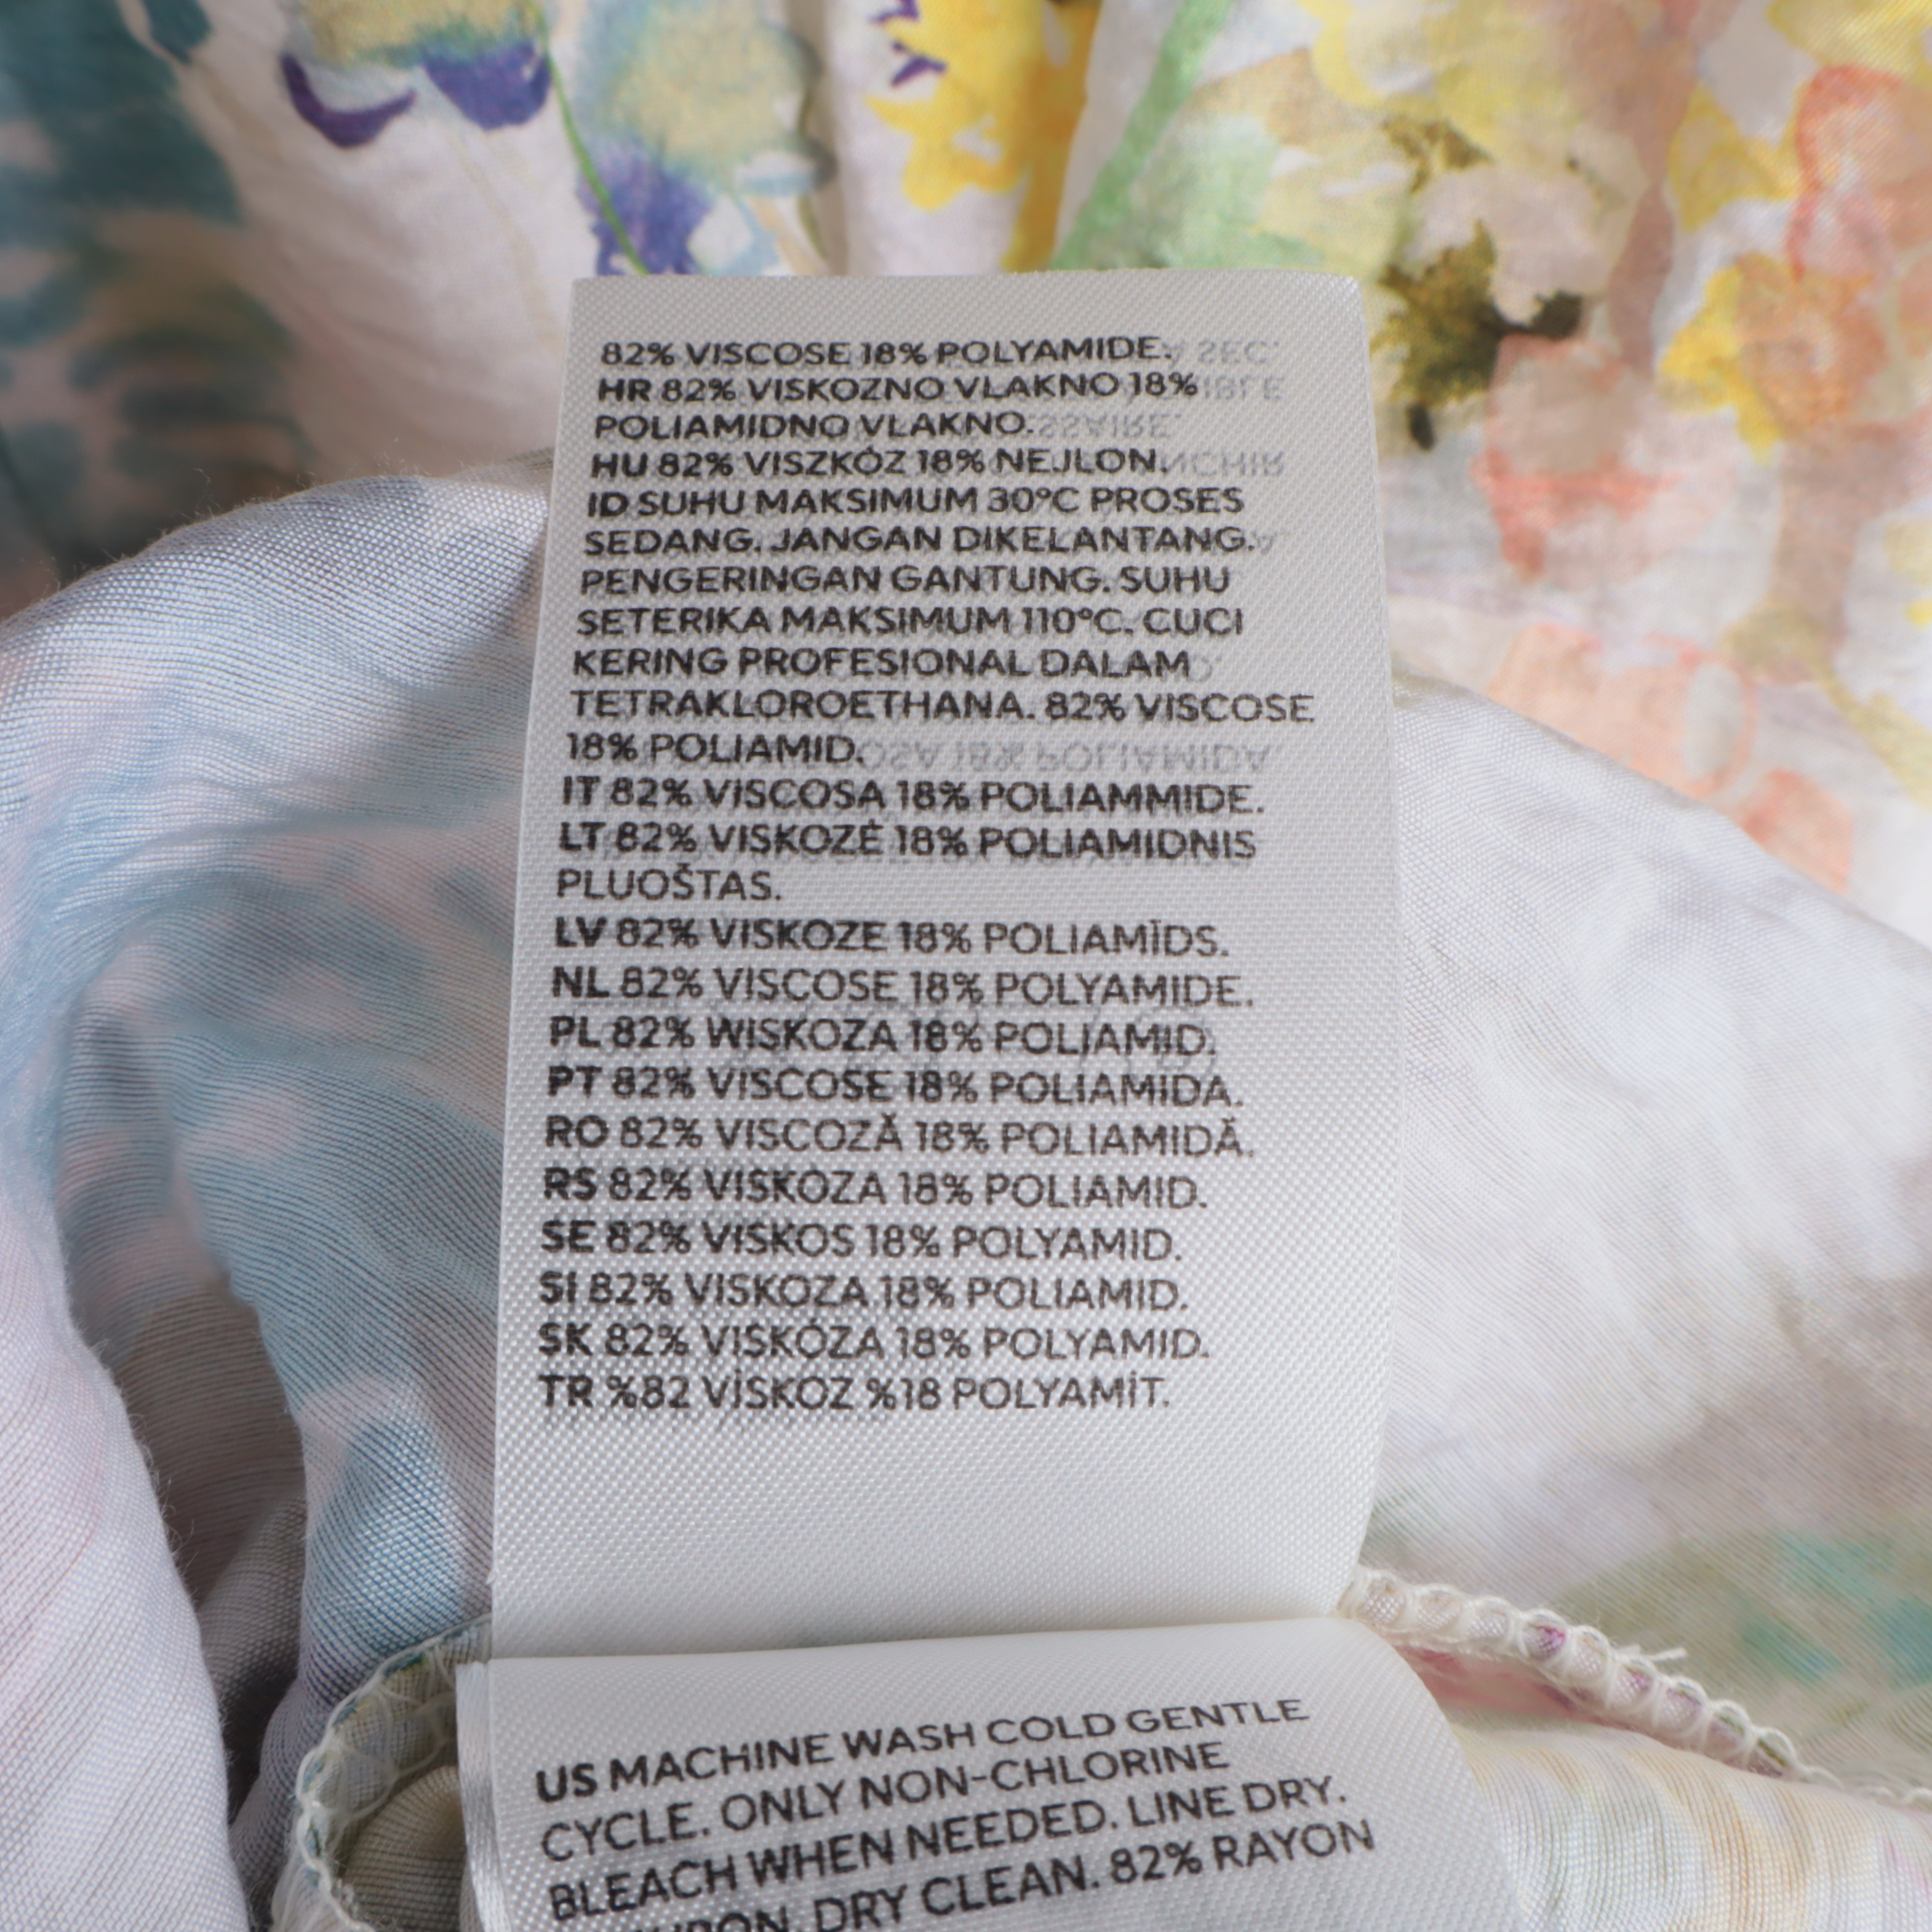 82% VISCOSE 18% POLYAMIDE.
HR 82% VISKOZNO VLAKNO 18%
POLIAMIDNO VLAKNO.
HU 82% VISZKÓZ 18% NEJLON.
ID SUHU MAKSIMUM 30°C PROSES
SEDANG. JANGAN DIKELANTANG.
PENGERINGAN GANTUNG. SUHU
SETERIKA MAKSIMUM 110°C. CUCI
KERING PROFESIONAL DALAM
TETRAKLOROETHANA. 82% VISCOSE
18% POLIAMID.
IT 82% VISCOSA 18% POLIAMMIDE.
LT 82% VISKOZĖ 18% POLIAMIDNIS
PLUOŠTAS.
LV 82% VISKOZE 18% POLIAMĪDS.
NL 82% VISCOSE 18% POLYAMIDE.
PL 82% WISKOZA 18% POLIAMID.
PT 82% VISCOSE 18% POLIAMIDA.
RO 82% VISCOZĂ 18% POLIAMIDĂ.
RS 82% VISKOZA 18% POLIAMID.
SE 82% VISKOS 18% POLYAMID.
SI 82% VISKOZA 18% POLIAMID.
SK 82% VISKÓZA 18% POLYAMID.
TR %82 VİSKOZ %18 POLYAMİT.
US MACHINE WASH COLD GENTLE
CYCLE. ONLY NON-CHLORINE
BLEACH WHEN NEEDED. LINE DRY.
DRY CLEAN. 82% RAYON